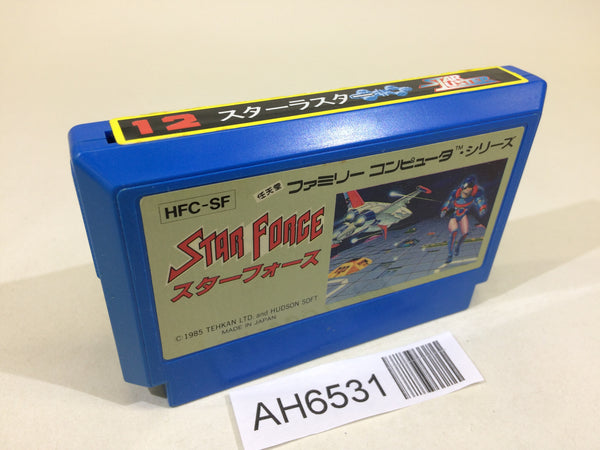 12 スターラスター STAR LUSTER
HFC-SF
任天堂 ファミリー コンピュータ™・シリーズ
STAR FORCE
スターフォース
© 1985 TEHKAN LTD. and HUDSON SOFT
MADE IN JAPAN
AH6531